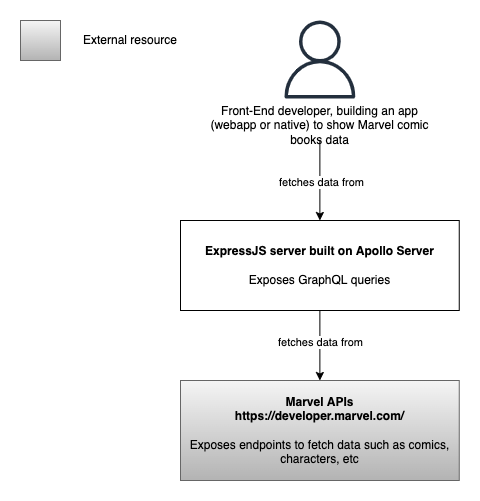 External resource
Front-End developer, building an app
(webapp or native) to show Marvel comic
books data
fetches data from
ExpressJS server built on Apollo Server
Exposes GraphQL queries
fetches data from
Marvel APIs
https://developer.marvel.com/
Exposes endpoints to fetch data such as comics,
characters, etc